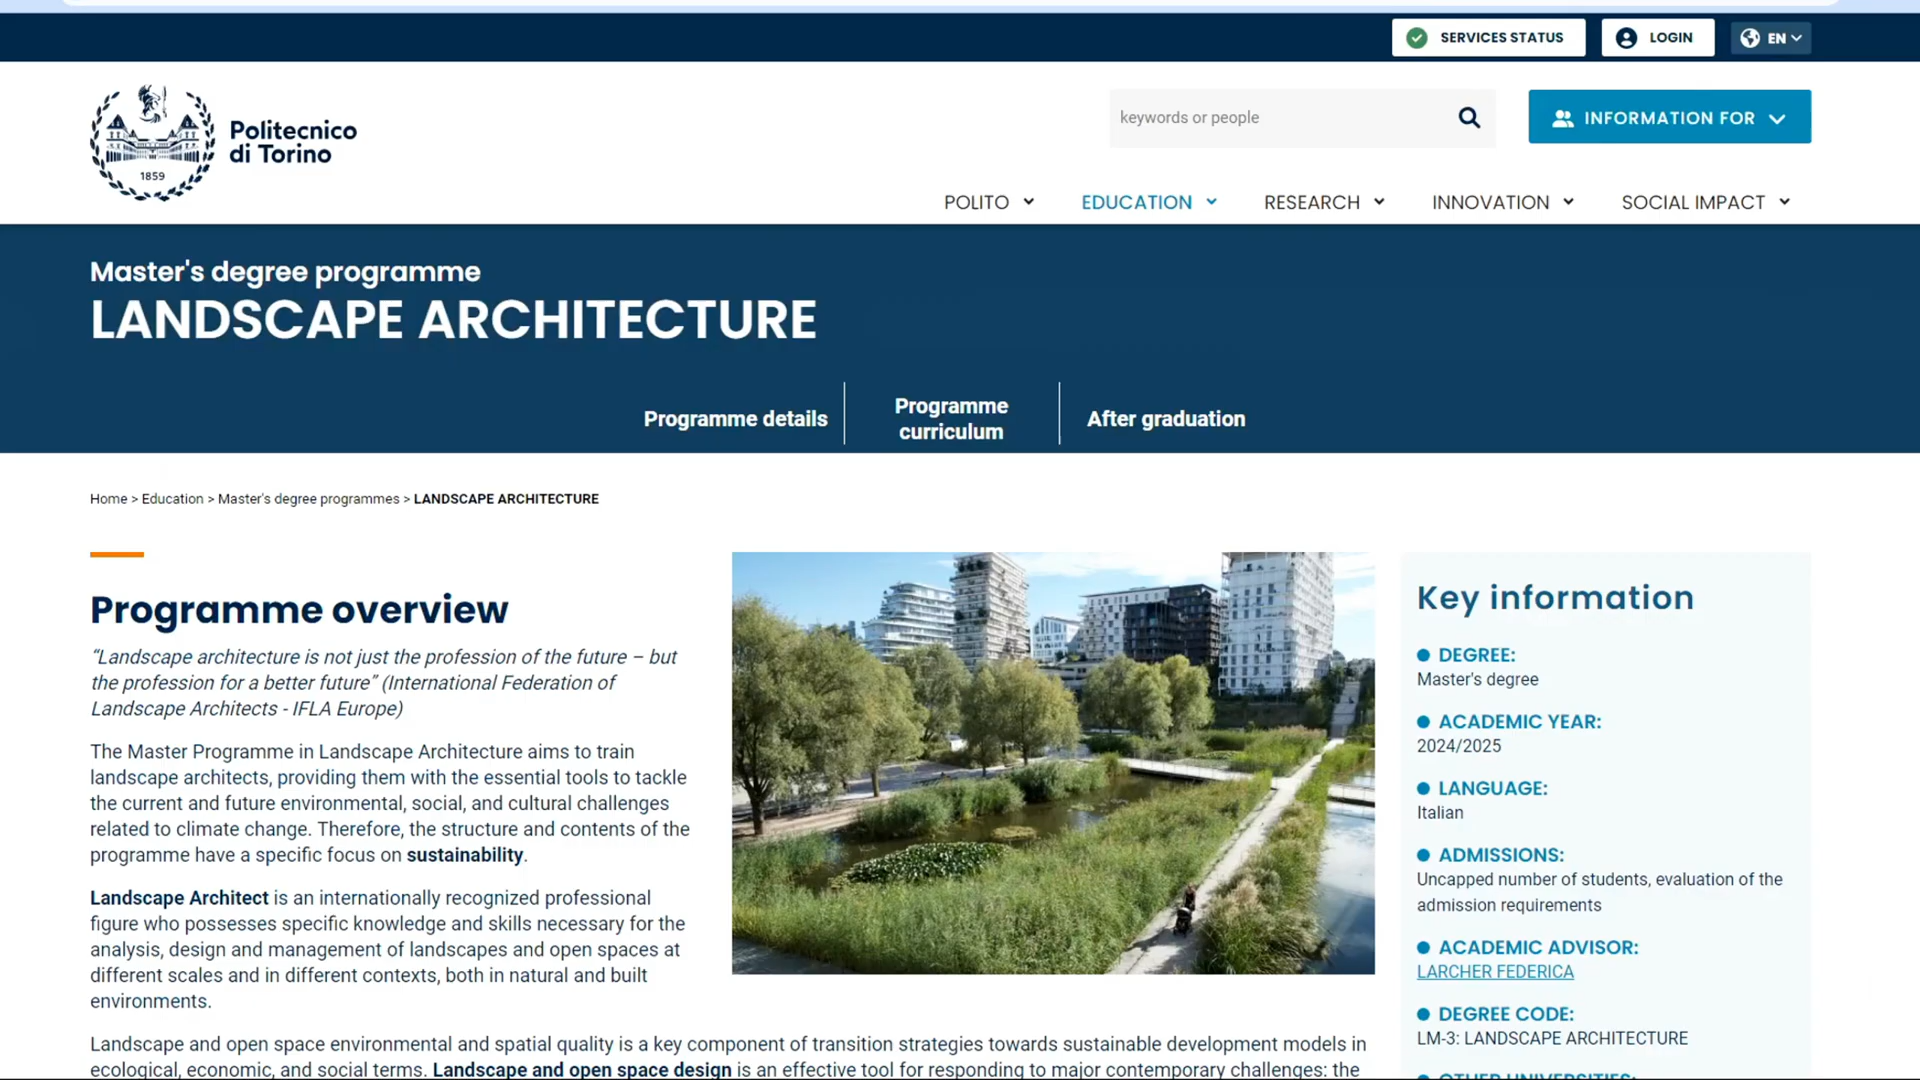 SERVICES STATUS
LOGIN
EN
Politecnico
di Torino
1859
keywords or people
INFORMATION FOR
POLITO
EDUCATION
RESEARCH
INNOVATION
SOCIAL IMPACT
Master's degree programme
LANDSCAPE ARCHITECTURE
Programme details
Programme
curriculum
After graduation
Home > Education > Master's degree programmes > LANDSCAPE ARCHITECTURE
Programme overview
“Landscape architecture is not just the profession of the future – but
the profession for a better future” (International Federation of
Landscape Architects - IFLA Europe)
The Master Programme in Landscape Architecture aims to train
landscape architects, providing them with the essential tools to tackle
the current and future environmental, social, and cultural challenges
related to climate change. Therefore, the structure and contents of the
programme have a specific focus on sustainability.
Landscape Architect is an internationally recognized professional
figure who possesses specific knowledge and skills necessary for the
analysis, design and management of landscapes and open spaces at
different scales and in different contexts, both in natural and built
environments.
Landscape and open space environmental and spatial quality is a key component of transition strategies towards sustainable development models in
ecological, economic, and social terms. Landscape and open space design is an effective tool for responding to major contemporary challenges: the
Key information
DEGREE:
Master's degree
ACADEMIC YEAR:
2024/2025
LANGUAGE:
Italian
ADMISSIONS:
Uncapped number of students, evaluation of the
admission requirements
ACADEMIC ADVISOR:
LARCHER FEDERICA
DEGREE CODE:
LM-3: LANDSCAPE ARCHITECTURE
OTHER UNIVERSITIES: